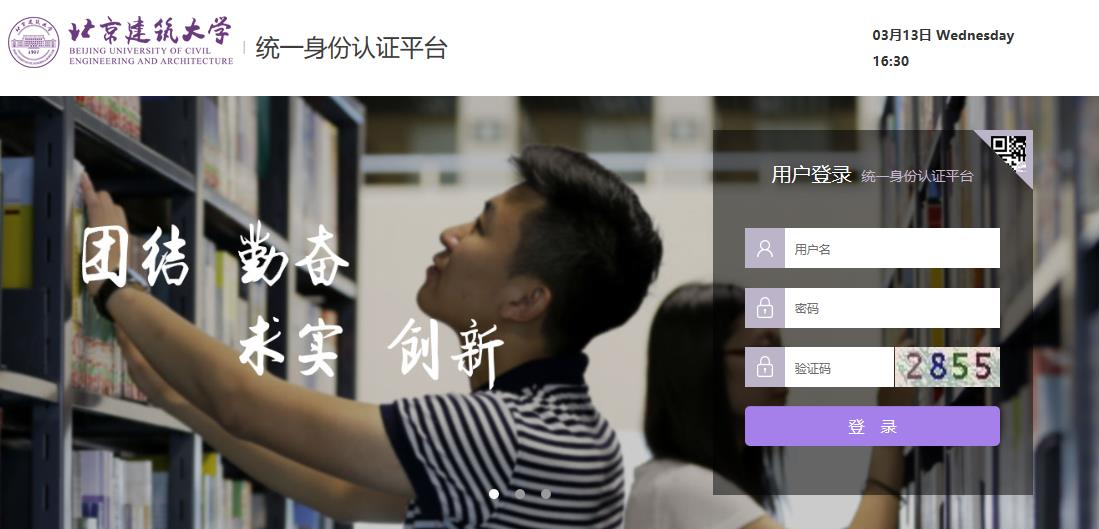 北京建筑大学
BEIJING UNIVERSITY OF CIVIL
ENGINEERING AND ARCHITECTURE
1907
统一身份认证平台
03月13日 Wednesday
16:30
团结 勤奋
求实 创新
用户登录 统一身份认证平台
用户名
密码
验证码 2855
登 录